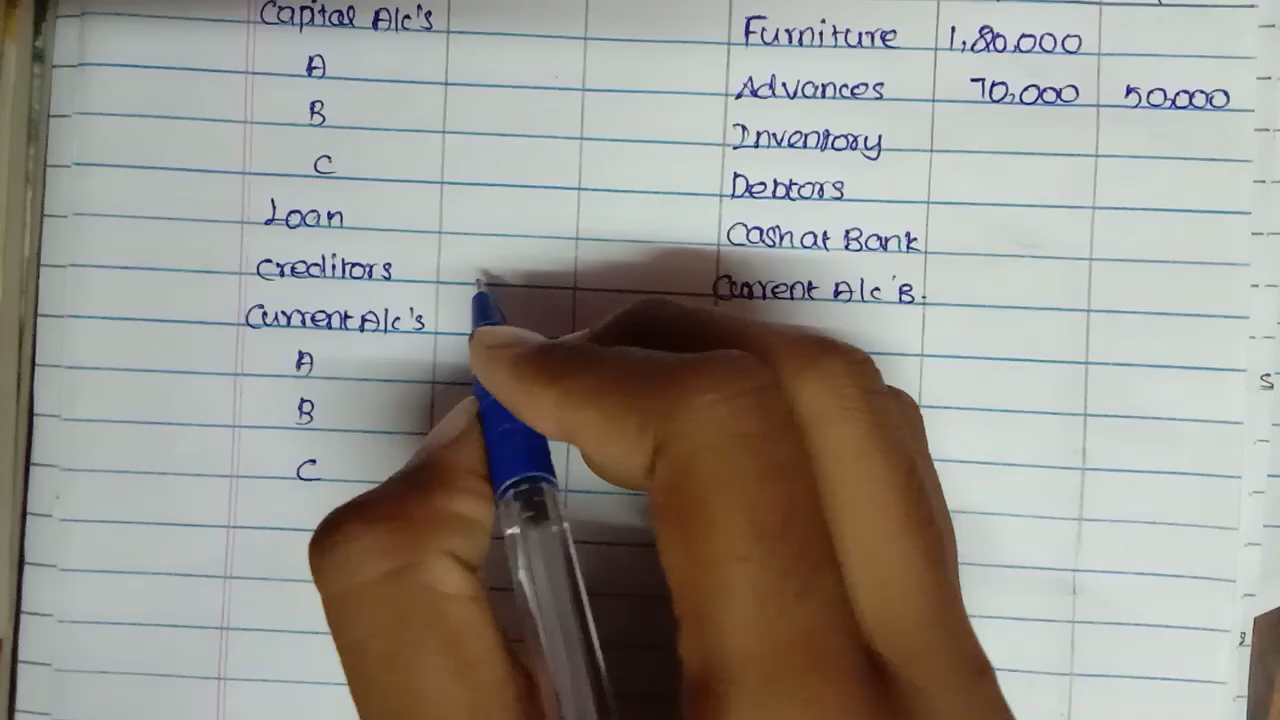 Capital A/c's
A
B
C
Loan
Creditors
Current A/c's
A
B
C
Furniture 1,80,000
Advances 70,000 50,000
Inventory
Debtors
Cash at Bank
Current A/c B
S